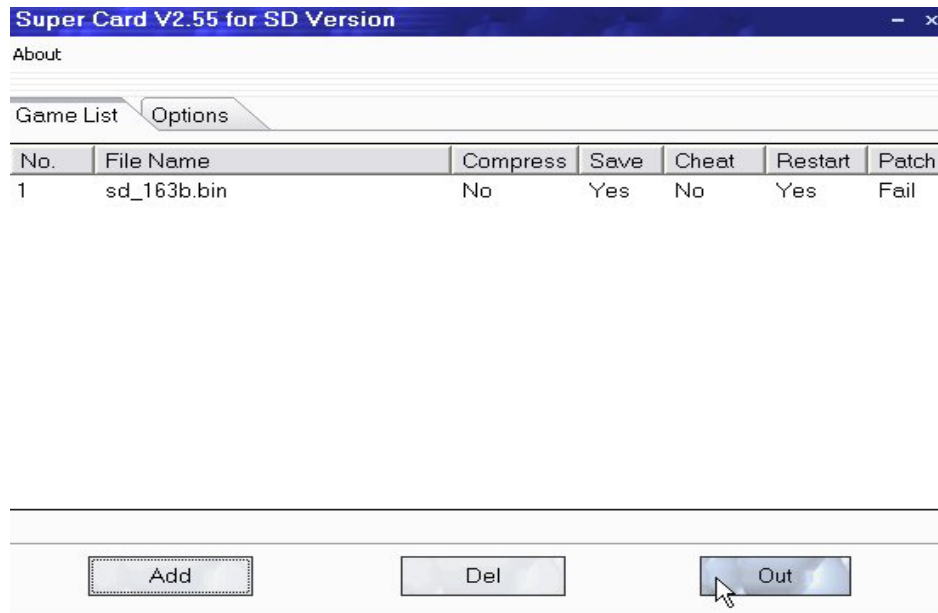 Super Card V2.55 for SD Version
About
Game List Options
No. File Name Compress Save Cheat Restart Patch
1 sd_163b.bin No Yes No Yes Fail
Add Del Out